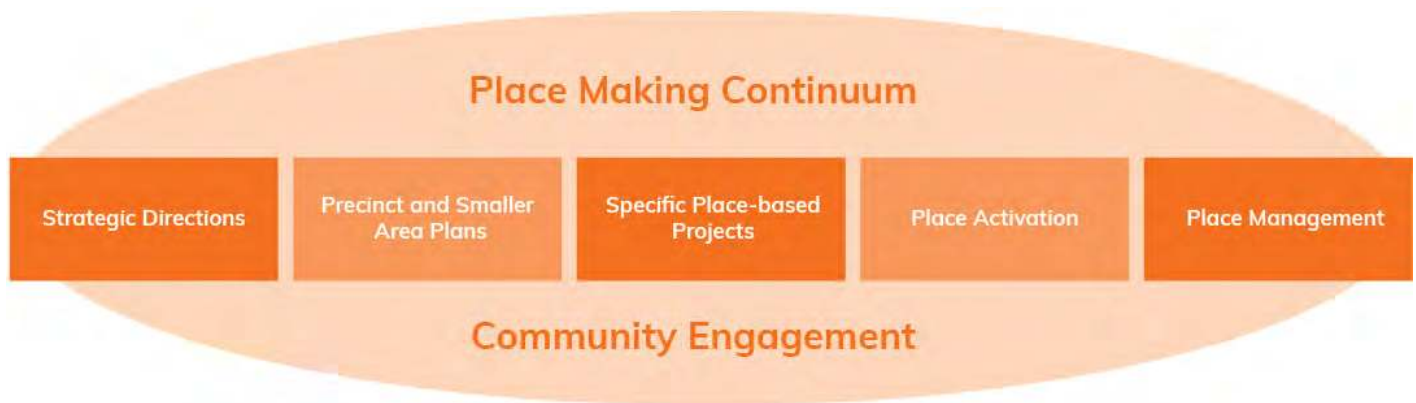 Place Making Continuum
Strategic Directions
Precinct and Smaller
Area Plans
Specific Place-based
Projects
Place Activation
Place Management
Community Engagement